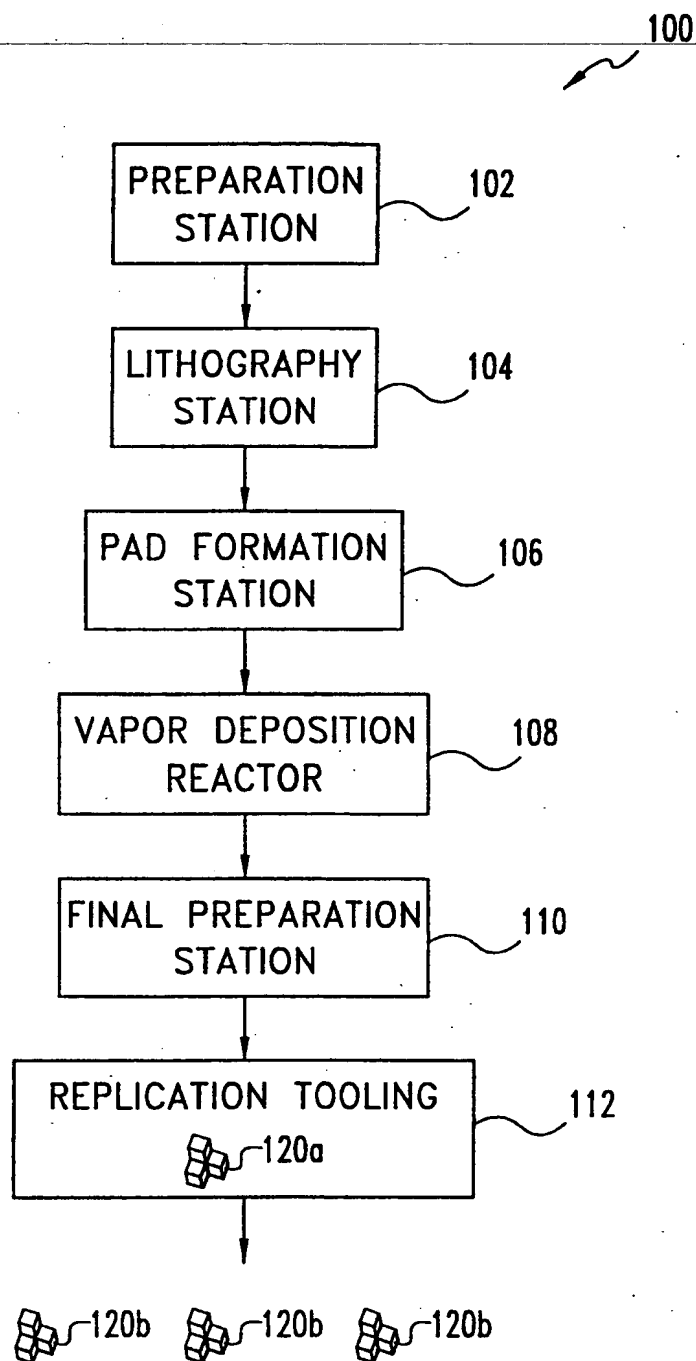 100
PREPARATION
STATION
102
LITHOGRAPHY
STATION
104
PAD FORMATION
STATION
106
VAPOR DEPOSITION
REACTOR
108
FINAL PREPARATION
STATION
110
REPLICATION TOOLING
112
120a
120b 120b 120b